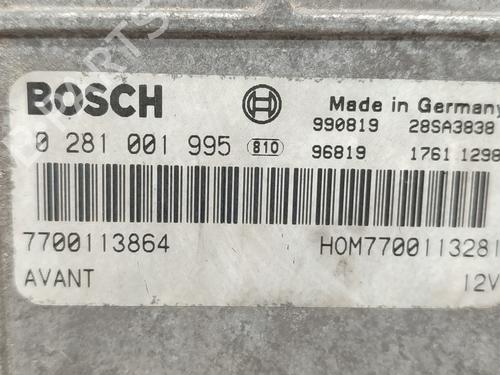 BOSCH
Made in Germany
990819 28SA3838
0 281 001 995 810
96819 1761 1298
7700113864 HOM7700113281
AVANT 12V